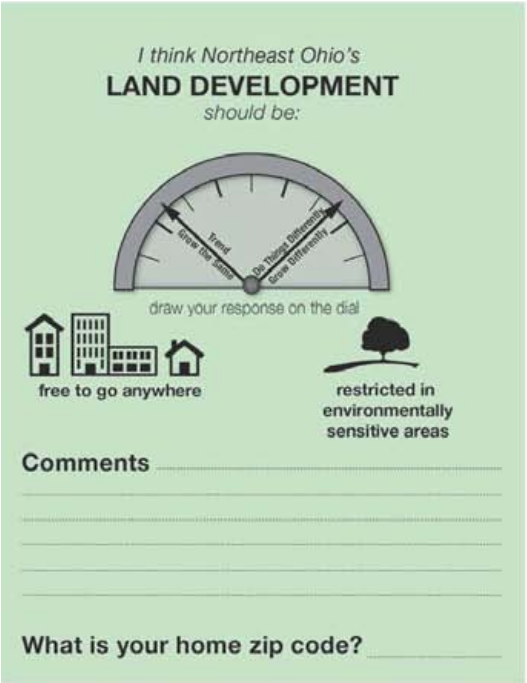 I think Northeast Ohio's
LAND DEVELOPMENT
should be:
Trend
Grow the Same
Do Things Differently
Grow Differently
draw your response on the dial
free to go anywhere
restricted in
environmentally
sensitive areas
Comments
What is your home zip code?